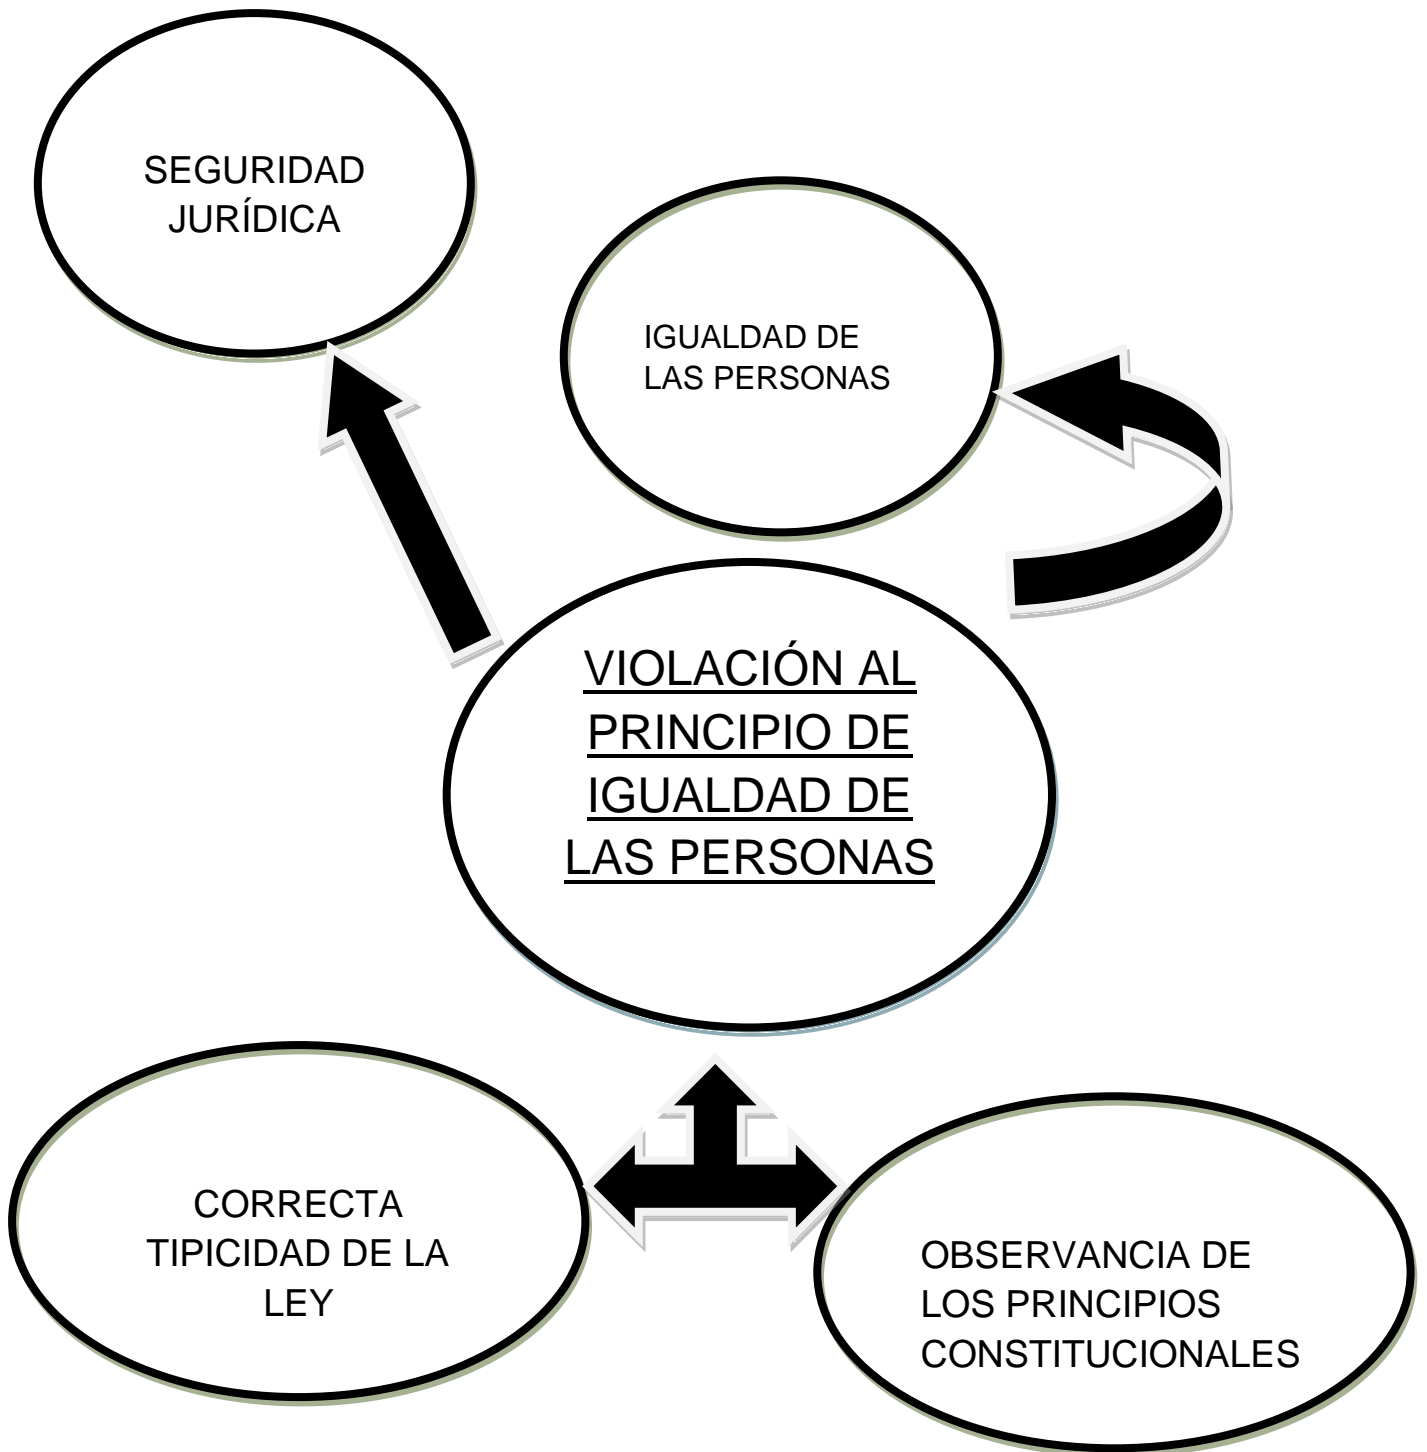 SEGURIDAD
JURÍDICA
IGUALDAD DE
LAS PERSONAS
VIOLACIÓN AL
PRINCIPIO DE
IGUALDAD DE
LAS PERSONAS
CORRECTA
TIPICIDAD DE LA
LEY
OBSERVANCIA DE
LOS PRINCIPIOS
CONSTITUCIONALES